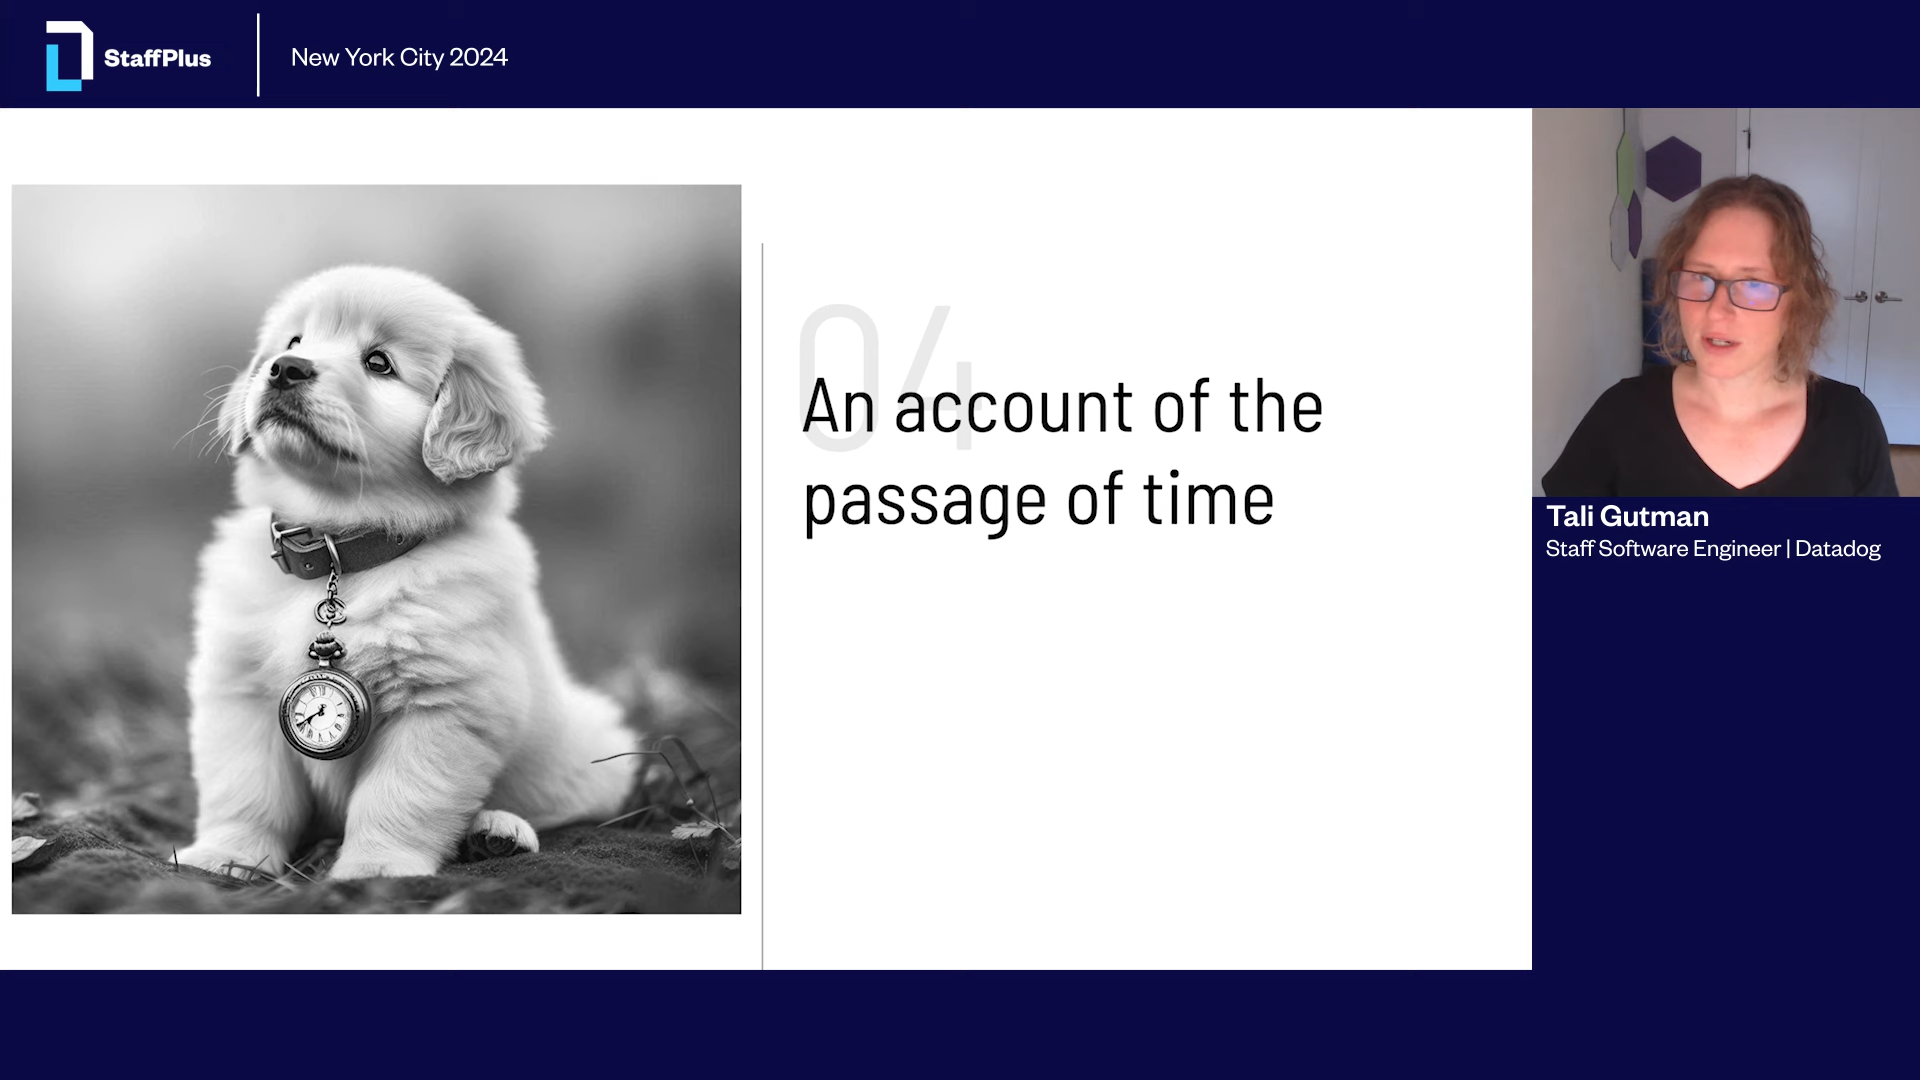 StaffPlus
New York City 2024
04
An account of the
passage of time
Tali Gutman
Staff Software Engineer | Datadog